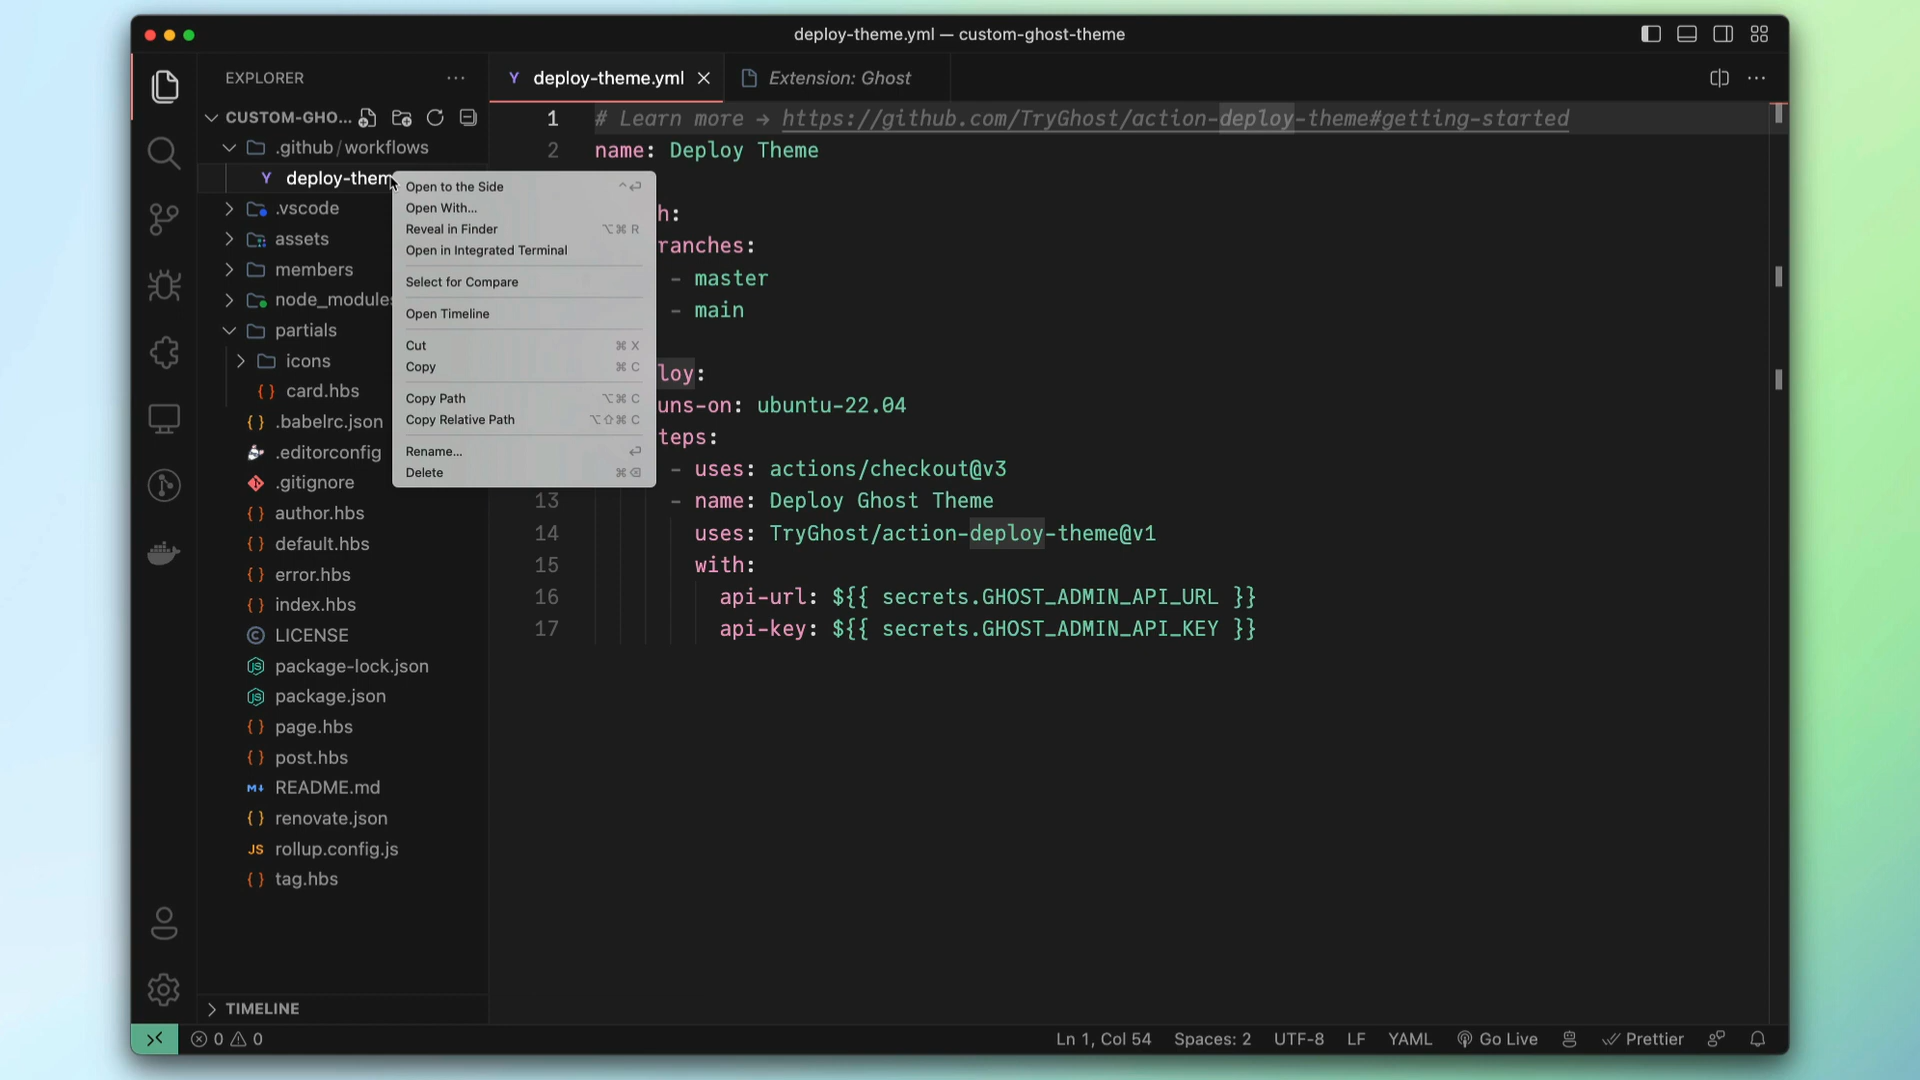 deploy-theme.yml — custom-ghost-theme
EXPLORER
CUSTOM-GHO...
.github/workflows
deploy-them
.vscode
assets
members
node_modules
partials
icons
card.hbs
.babelrc.json
.editorconfig
.gitignore
author.hbs
default.hbs
error.hbs
index.hbs
LICENSE
package-lock.json
package.json
page.hbs
post.hbs
README.md
renovate.json
JS rollup.config.js
tag.hbs
TIMELINE
Y deploy-theme.yml
Extension: Ghost
Open to the Side ^⏎
Open With...
Reveal in Finder ⌥⌘ R
Open in Integrated Terminal
Select for Compare
Open Timeline
Cut ⌘ X
Copy ⌘ C
Copy Path ⌥⌘ C
Copy Relative Path ⌥⇧⌘ C
Rename... ⏎
Delete ⌘⌫
1 # Learn more → https://github.com/TryGhost/action-deploy-theme#getting-started
2 name: Deploy Theme
h:
ranches:
- master
- main
loy:
uns-on: ubuntu-22.04
teps:
- uses: actions/checkout@v3
13 - name: Deploy Ghost Theme
14 uses: TryGhost/action-deploy-theme@v1
15 with:
16 api-url: ${{ secrets.GHOST_ADMIN_API_URL }}
17 api-key: ${{ secrets.GHOST_ADMIN_API_KEY }}
0 0
Ln 1, Col 54
Spaces: 2
UTF-8
LF
YAML
Go Live
Prettier